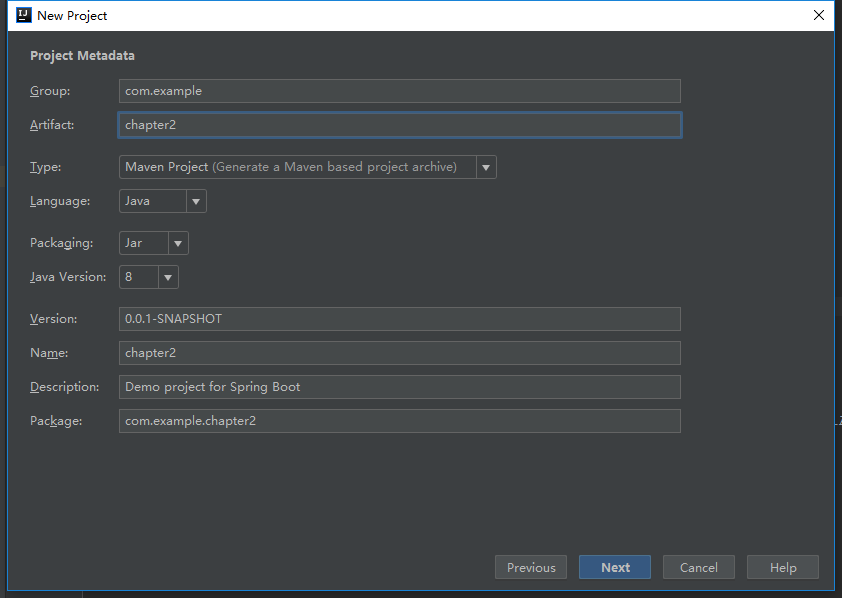 New Project
Project Metadata
Group: com.example
Artifact: chapter2
Type: Maven Project (Generate a Maven based project archive)
Language: Java
Packaging: Jar
Java Version: 8
Version: 0.0.1-SNAPSHOT
Name: chapter2
Description: Demo project for Spring Boot
Package: com.example.chapter2
Previous Next Cancel Help